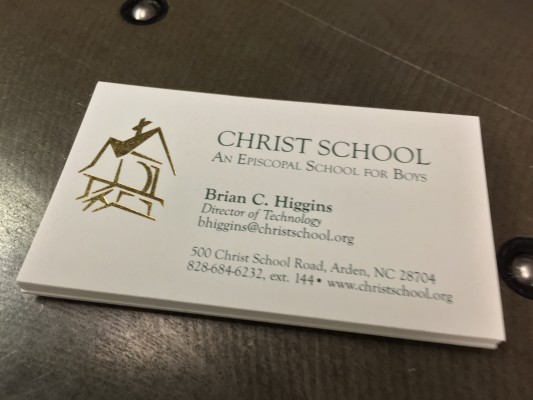 CHRIST SCHOOL
AN EPISCOPAL SCHOOL FOR BOYS
Brian C. Higgins
Director of Technology
bhiggins@christschool.org
500 Christ School Road, Arden, NC 28704
828-684-6232, ext. 144• www.christschool.org